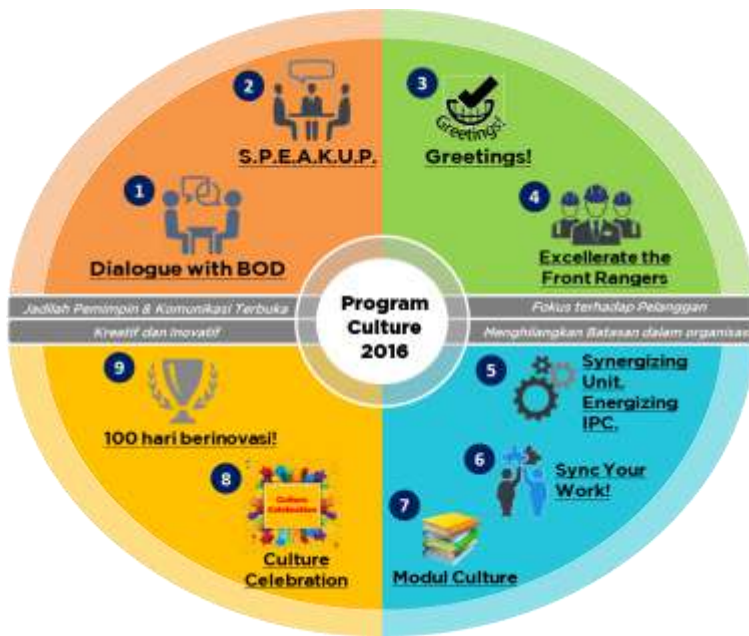 2
S.P.E.A.K.U.P.
1
Dialogue with BOD
3
Greetings!
Greetings!
4
Excellerate the
Front Rangers
Jadilah Pemimpin & Komunikasi Terbuka
Kreatif dan Inovatif
Program
Culture
2016
Fokus terhadap Pelanggan
Menghilangkan Batasan dalam organisas
5
Synergizing
Unit,
Energizing
IPC.
6
Sync Your
Work!
7
Modul Culture
8
Culture
Celebration
Culture
Celebration
9
100 hari berinovasi!